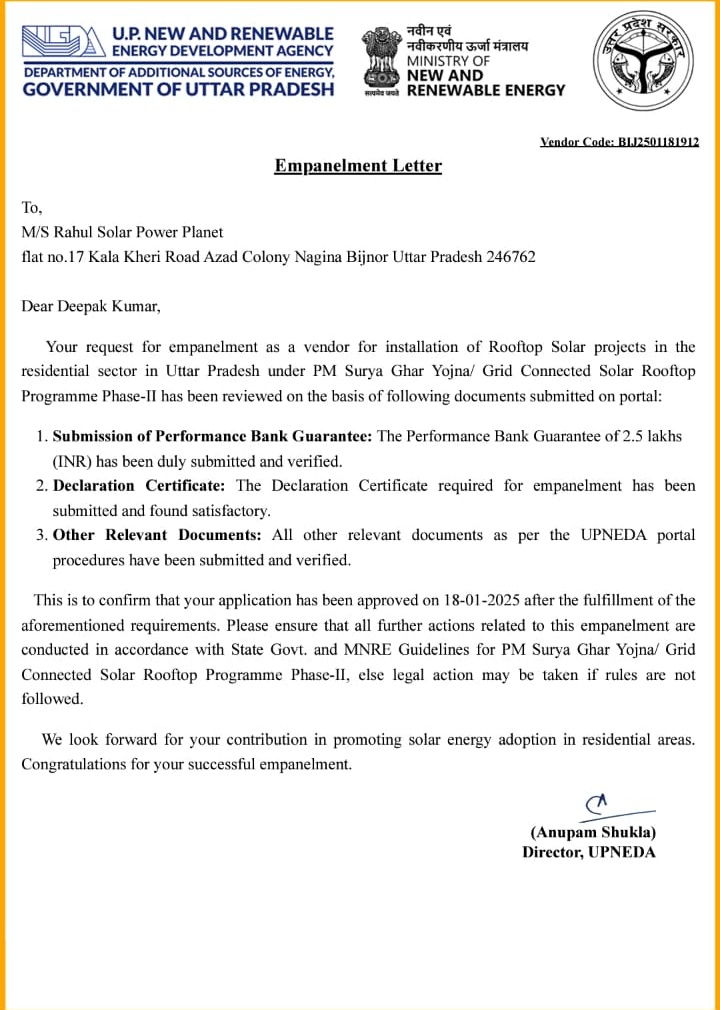 NEDA
U.P. NEW AND RENEWABLE
ENERGY DEVELOPMENT AGENCY
DEPARTMENT OF ADDITIONAL SOURCES OF ENERGY,
GOVERNMENT OF UTTAR PRADESH
नवीन एवं
नवीकरणीय ऊर्जा मंत्रालय
MINISTRY OF
NEW AND
RENEWABLE ENERGY
सत्यमेव जयते
उत्तर प्रदेश सरकार
Vendor Code: BIJ2501181912
Empanelment Letter
To,
M/S Rahul Solar Power Planet
flat no.17 Kala Kheri Road Azad Colony Nagina Bijnor Uttar Pradesh 246762
Dear Deepak Kumar,
Your request for empanelment as a vendor for installation of Rooftop Solar projects in the
residential sector in Uttar Pradesh under PM Surya Ghar Yojna/ Grid Connected Solar Rooftop
Programme Phase-II has been reviewed on the basis of following documents submitted on portal:
1. Submission of Performance Bank Guarantee: The Performance Bank Guarantee of 2.5 lakhs
(INR) has been duly submitted and verified.
2. Declaration Certificate: The Declaration Certificate required for empanelment has been
submitted and found satisfactory.
3. Other Relevant Documents: All other relevant documents as per the UPNEDA portal
procedures have been submitted and verified.
This is to confirm that your application has been approved on 18-01-2025 after the fulfillment of the
aforementioned requirements. Please ensure that all further actions related to this empanelment are
conducted in accordance with State Govt. and MNRE Guidelines for PM Surya Ghar Yojna/ Grid
Connected Solar Rooftop Programme Phase-II, else legal action may be taken if rules are not
followed.
We look forward for your contribution in promoting solar energy adoption in residential areas.
Congratulations for your successful empanelment.
(Anupam Shukla)
Director, UPNEDA